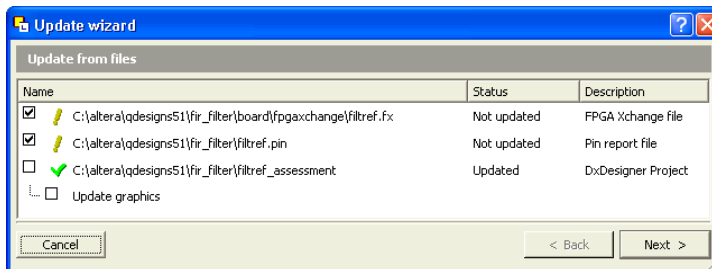 Update wizard
Update from files
Name Status Description
C:\altera\qdesigns51\fir_filter\board\fpgaxchange\filtref.fx Not updated FPGA Xchange file
C:\altera\qdesigns51\fir_filter\filtref.pin Not updated Pin report file
C:\altera\qdesigns51\fir_filter\filtref_assessment Updated DxDesigner Project
Update graphics
Cancel < Back Next >